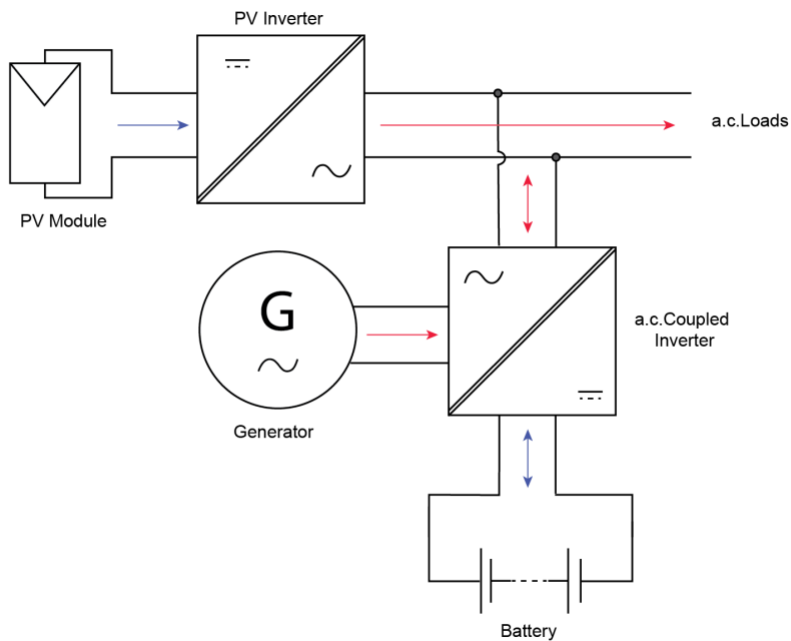 PV Inverter
a.c.Loads
PV Module
G
a.c.Coupled
Inverter
Generator
Battery